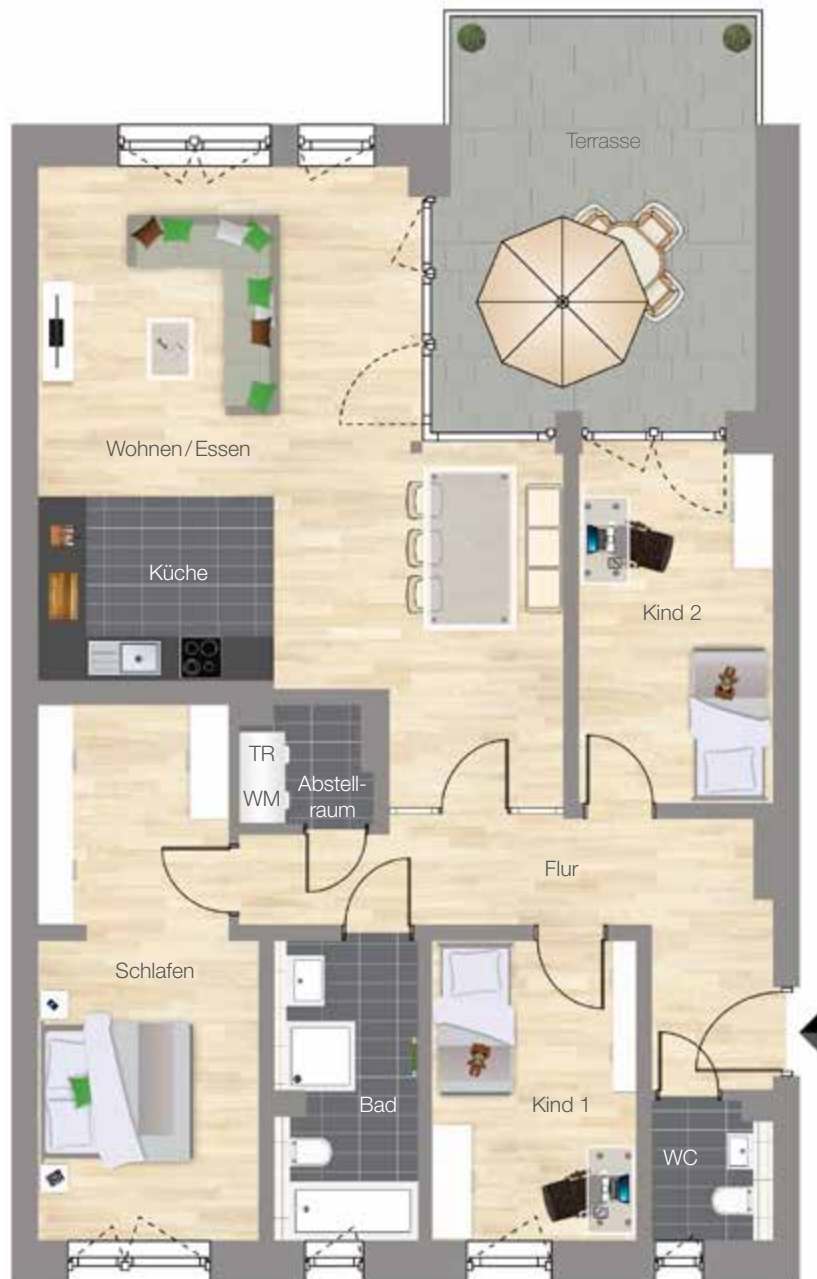 Terrasse
Wohnen/Essen
Küche
Kind 2
TR
WM
Abstell-
raum
Flur
Schlafen
Bad
Kind 1
WC